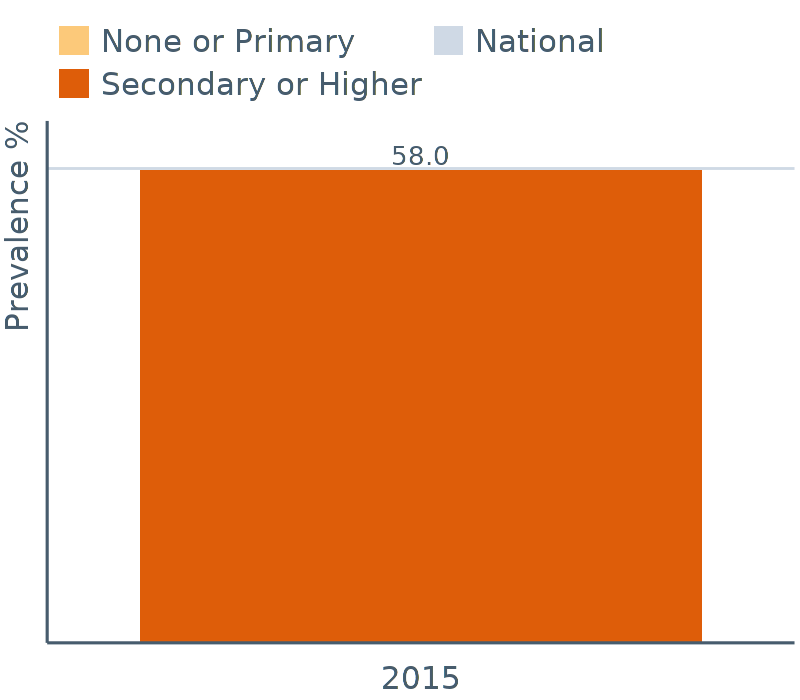 None or Primary
National
Secondary or Higher
Prevalence %
58.0
2015